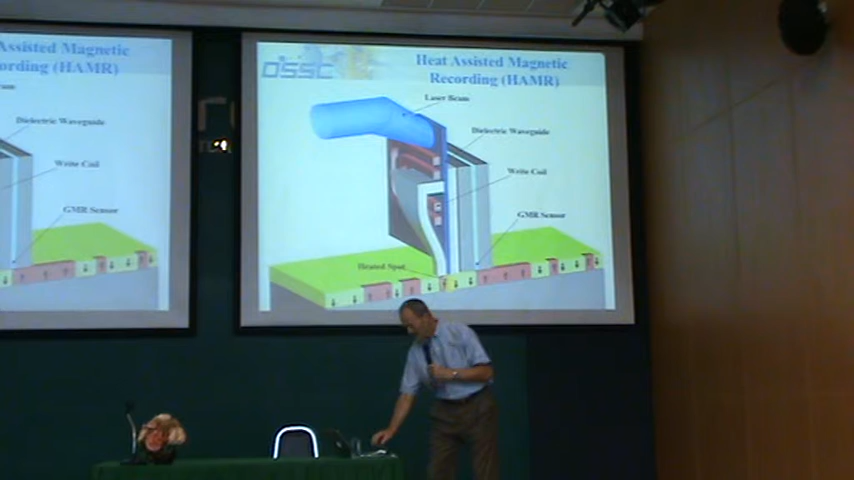 Assisted Magnetic
ording (HAMR)
Dielectric Waveguide
Write Coil
GMR Sensor
DSSC
Heat Assisted Magnetic
Recording (HAMR)
Laser Beam
Dielectric Waveguide
Write Coil
GMR Sensor
Heated Spot